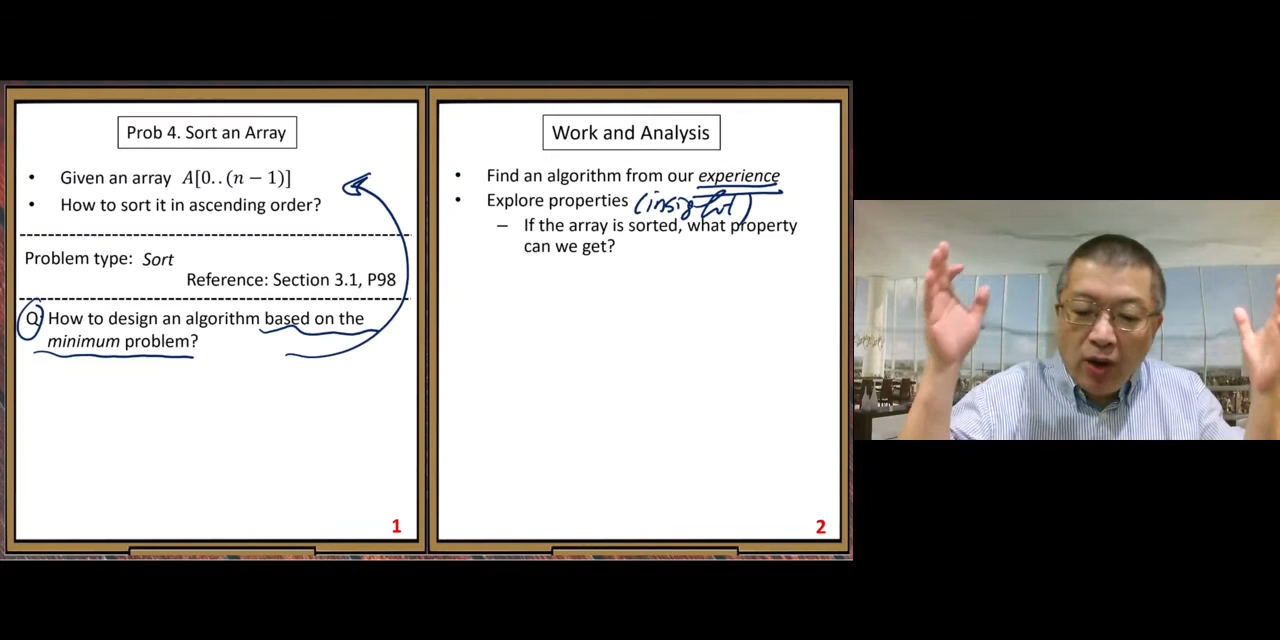 Prob 4. Sort an Array
• Given an array A[0..(n − 1)]
• How to sort it in ascending order?
Problem type: Sort
Reference: Section 3.1, P98
Q: How to design an algorithm based on the
minimum problem?
1
Work and Analysis
• Find an algorithm from our experience
• Explore properties (insight)
– If the array is sorted, what property
can we get?
2